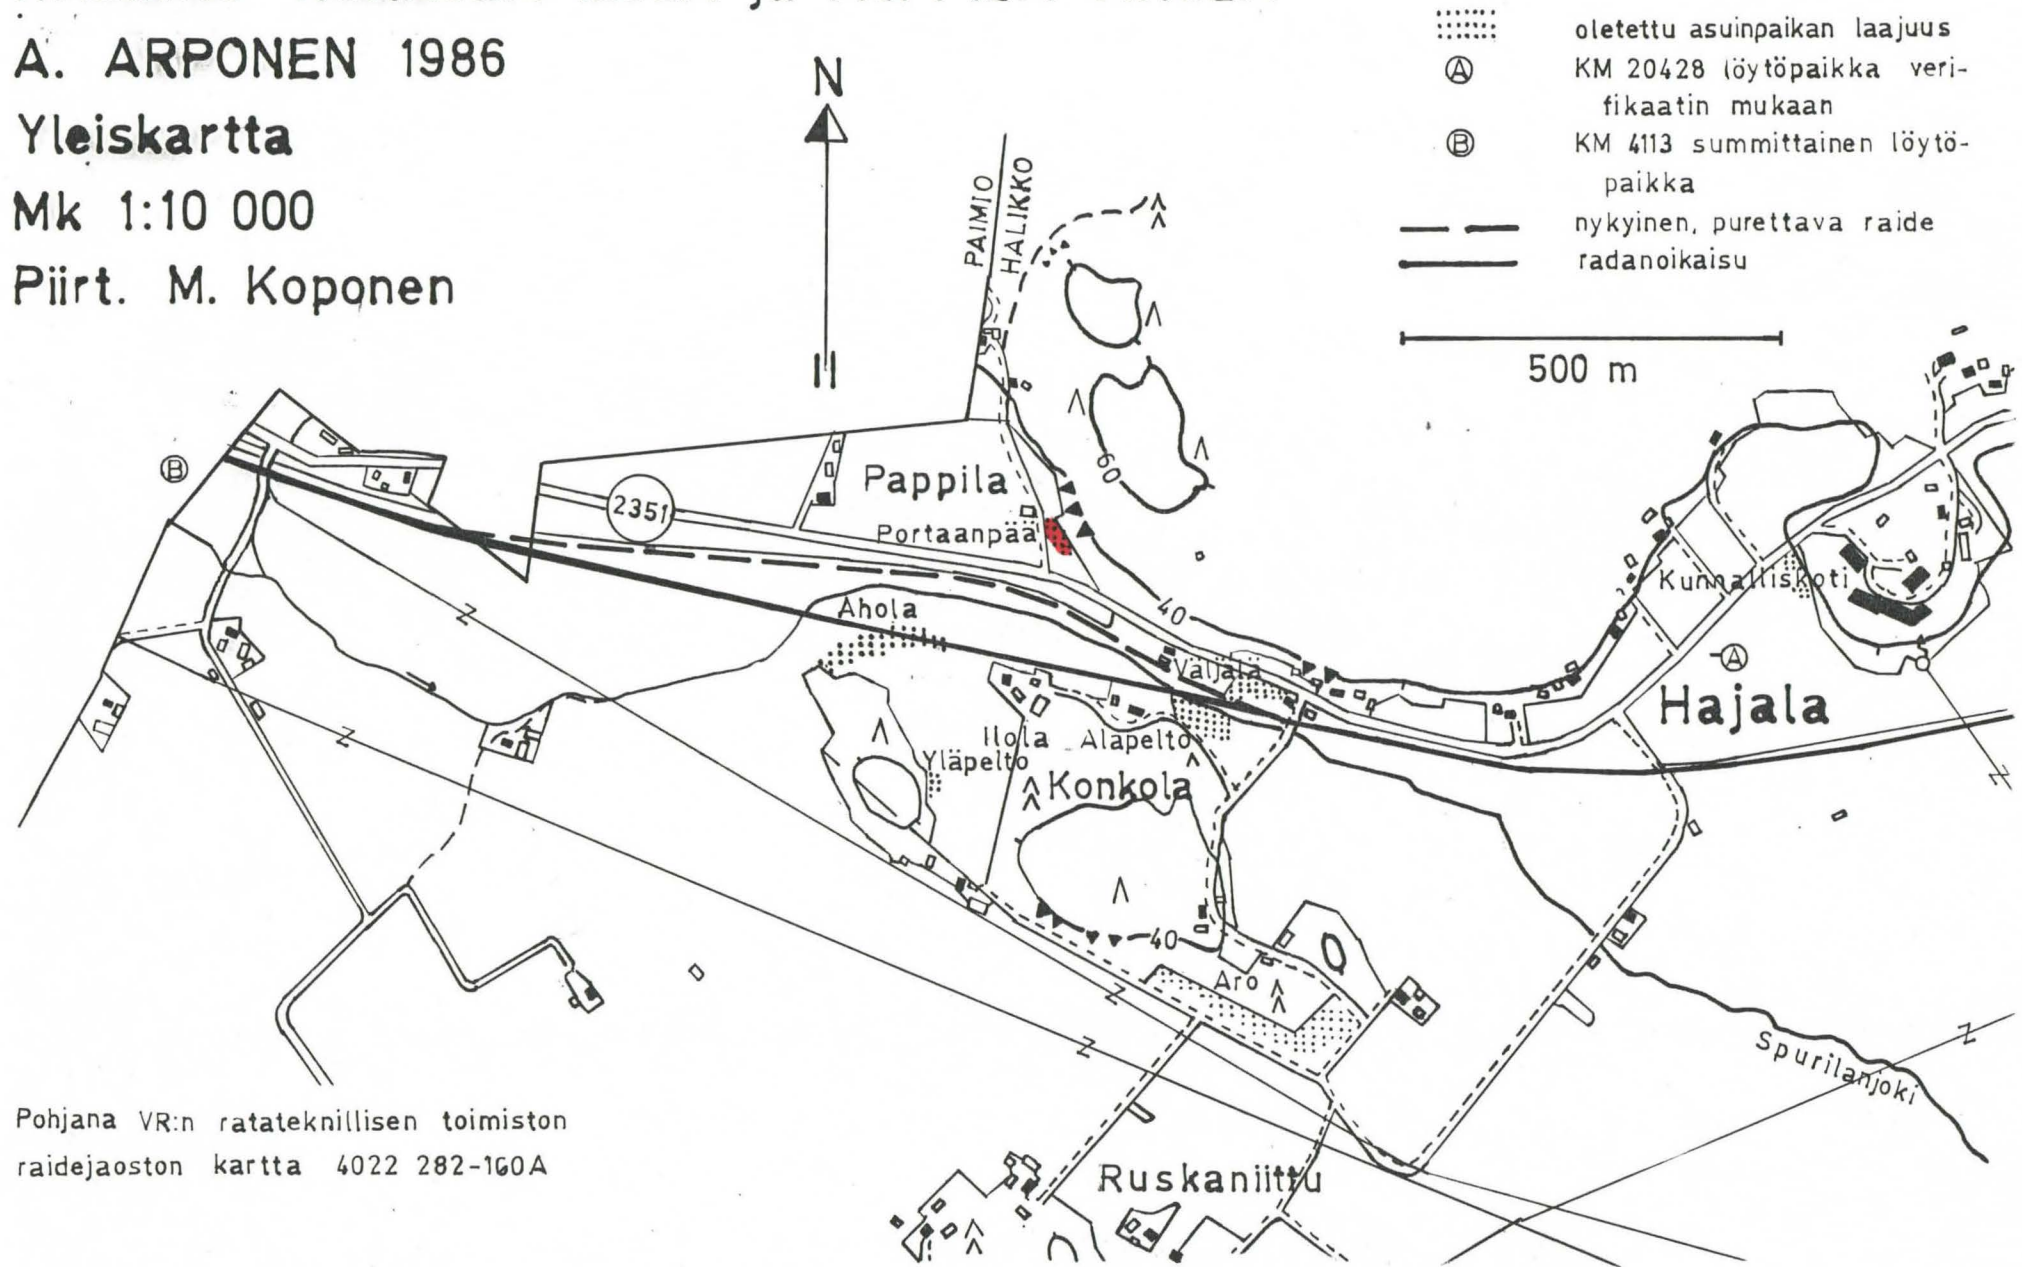 A. ARPONEN 1986
Yleiskartta
Mk 1:10 000
Piirt. M. Koponen
N
oletettu asuinpaikan laajuus
A KM 20428 löytöpaikka veri-
fikaatin mukaan
B KM 4113 summittainen löytö-
paikka
nykyinen, purettava raide
radanoikaisu
500 m
PAIMIO
HALIKKO
B
2351
Pappila
Portaanpää
60
40
Ahola
Väljälä
Kunnalliskoti
A
Hajala
Ilola
Alapelto
Yläpelto
Konkola
40
Aro
Spurilanjoki
Ruskaniittu
Pohjana VR:n ratateknillisen toimiston
raidejaoston kartta 4022 282-160A